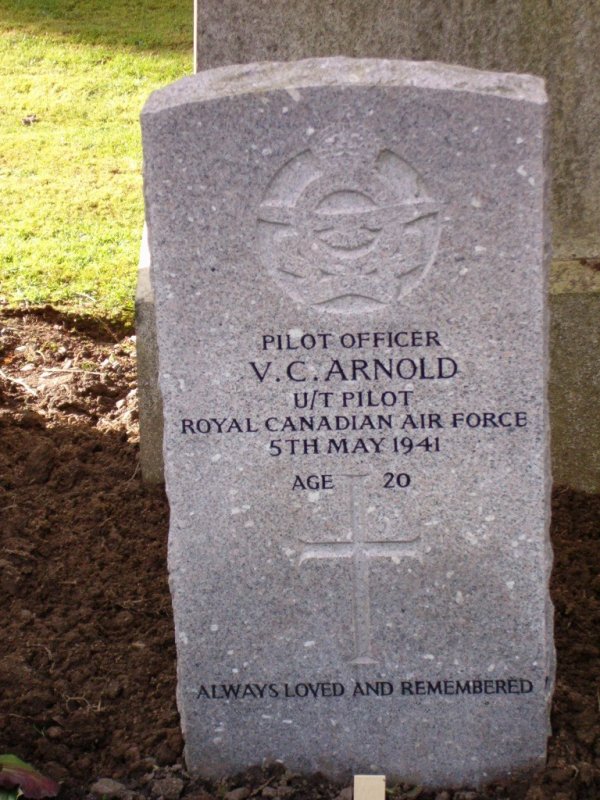 PILOT OFFICER
V. C. ARNOLD
U/T PILOT
ROYAL CANADIAN AIR FORCE
5TH MAY 1941
AGE 20
ALWAYS LOVED AND REMEMBERED